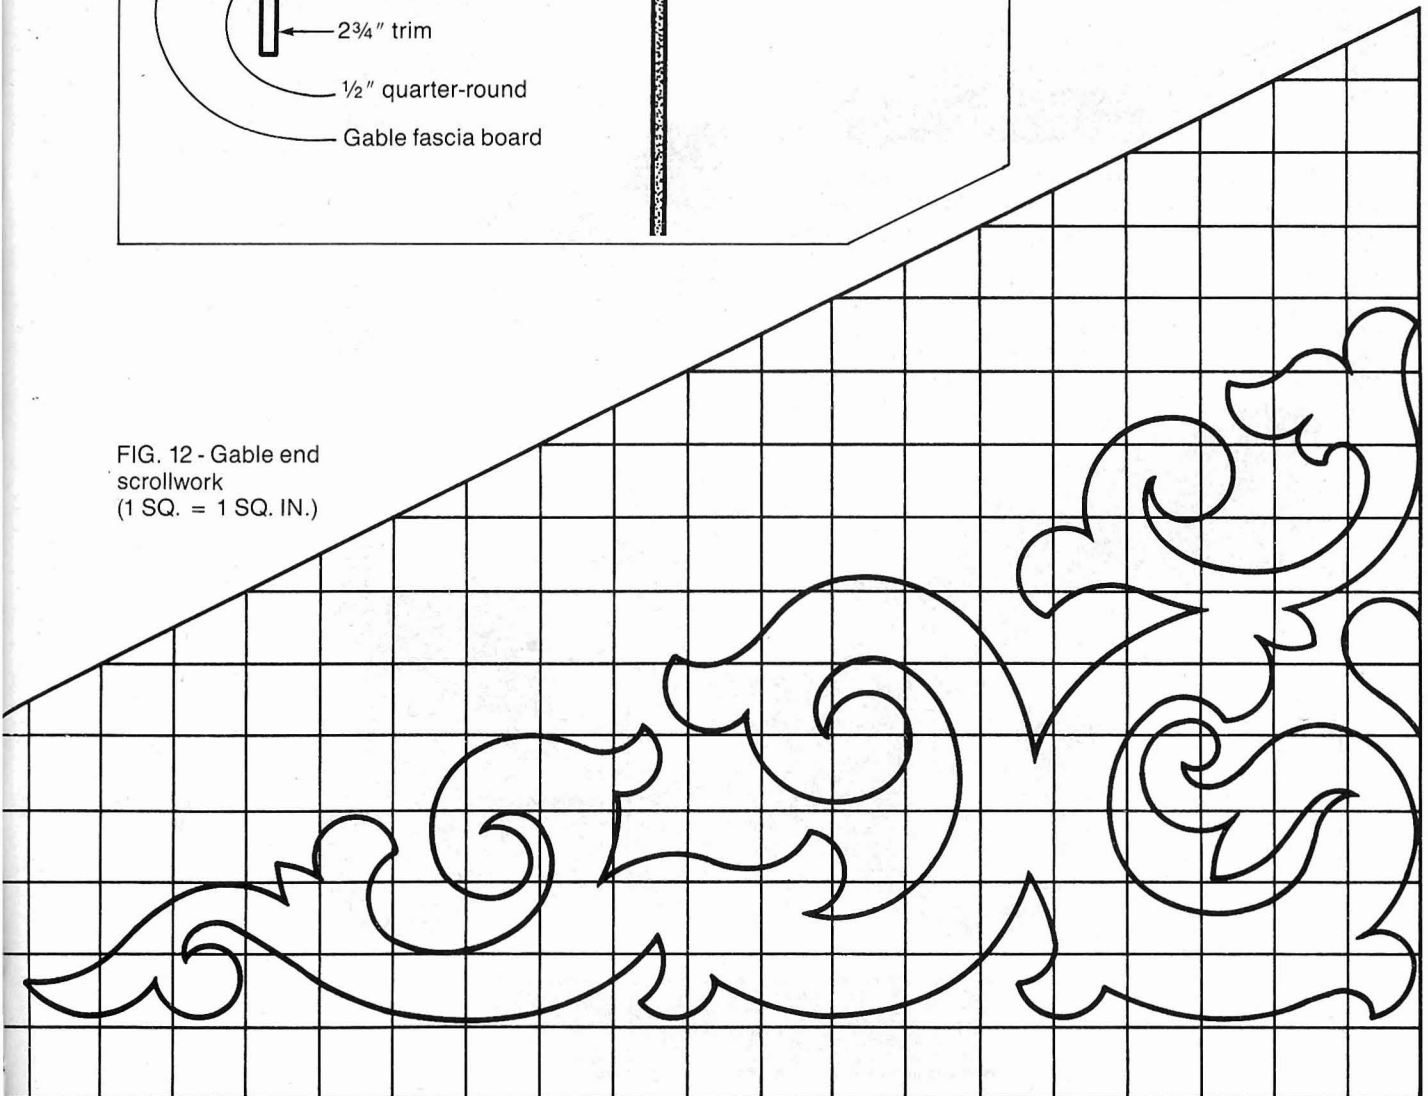 2¾" trim
½" quarter-round
Gable fascia board
FIG. 12 - Gable end
scrollwork
(1 SQ. = 1 SQ. IN.)